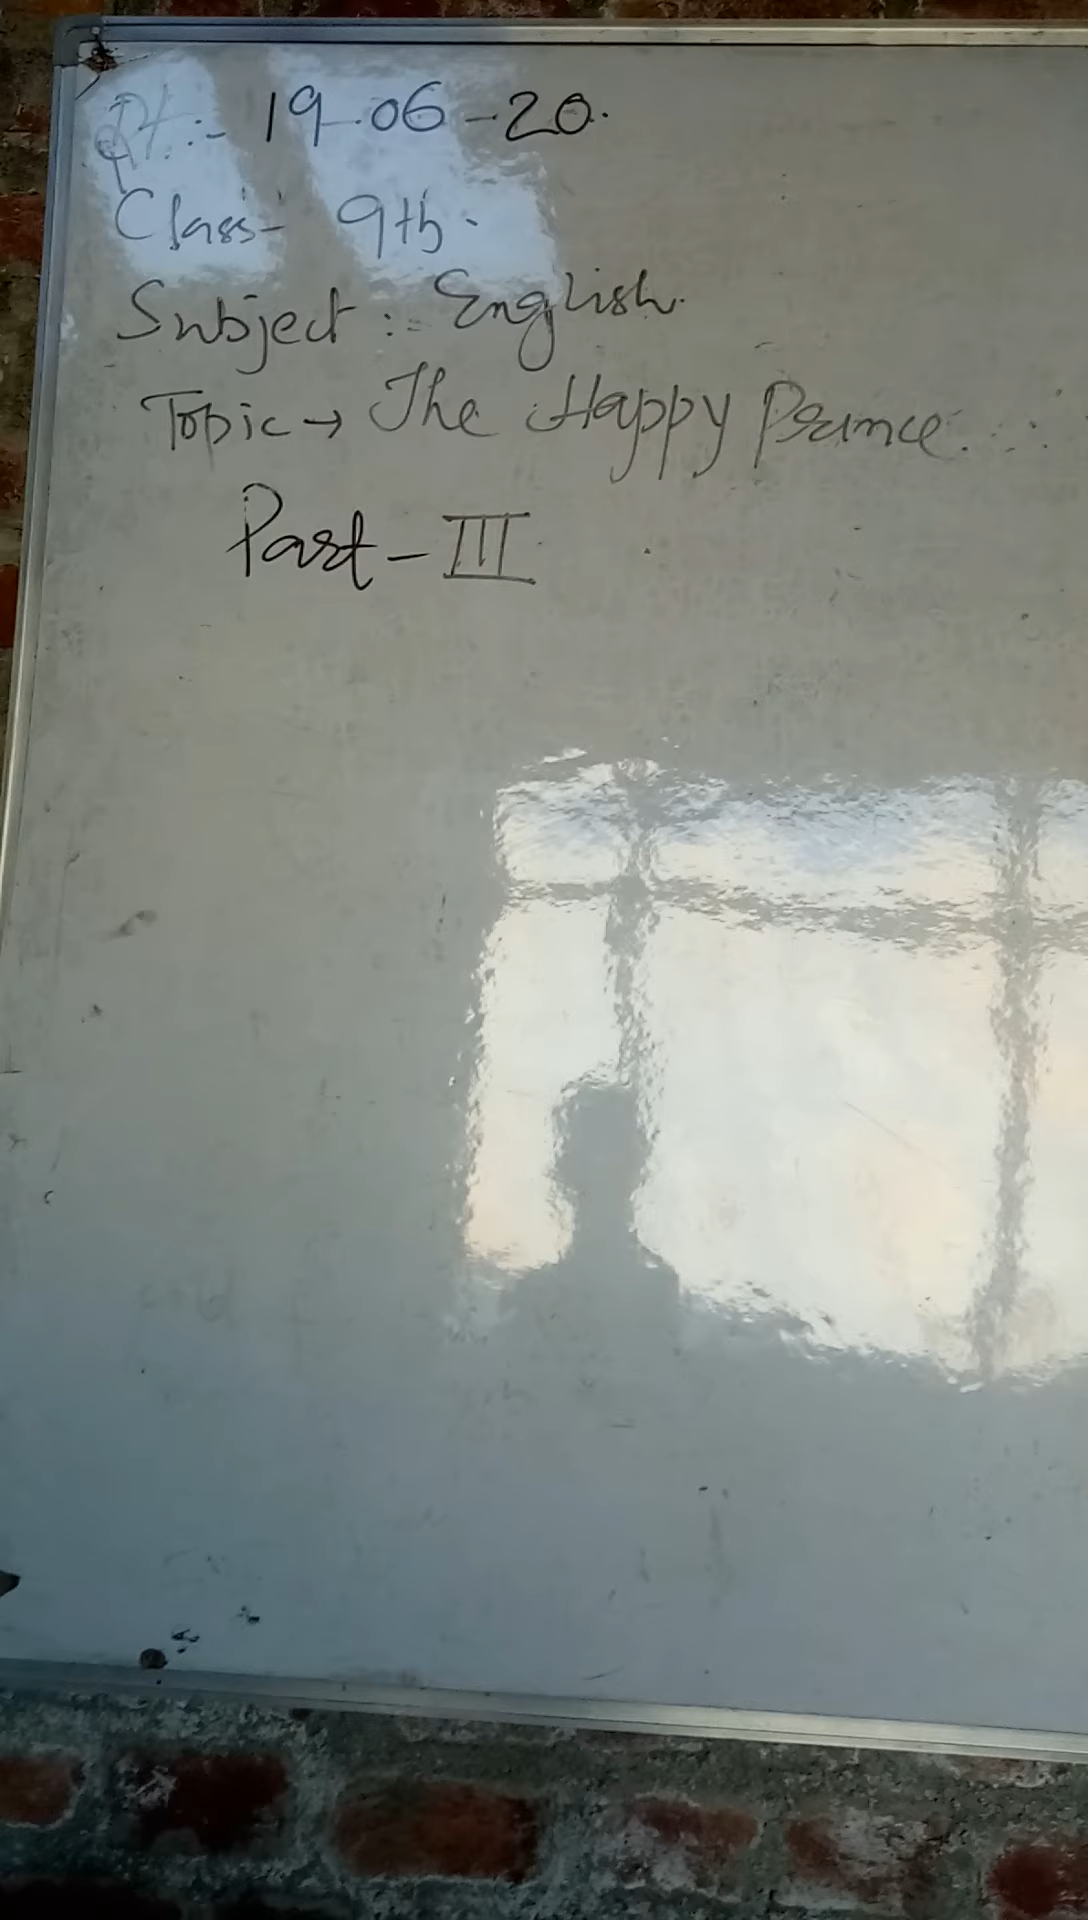 Dt :- 19-06-20.
Class- 9th.
Subject :- English.
Topic → The Happy Prince.
Part - III